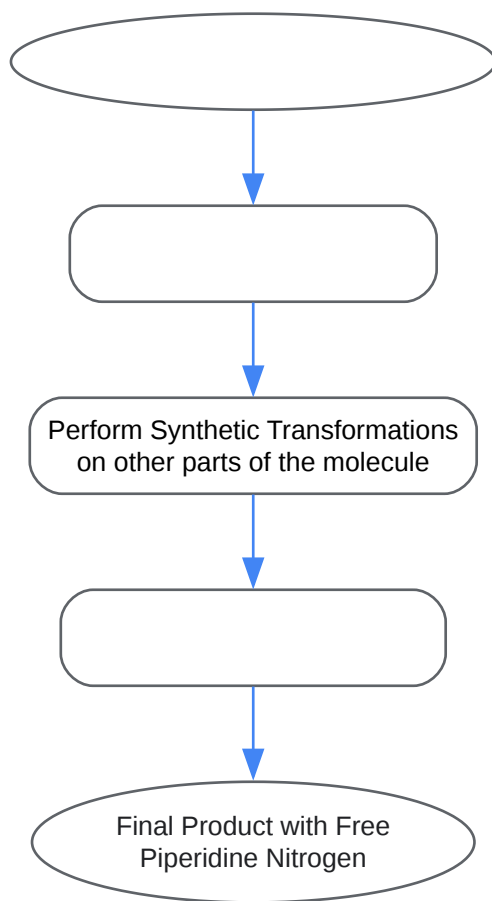 Perform Synthetic Transformations
on other parts of the molecule
Final Product with Free
Piperidine Nitrogen